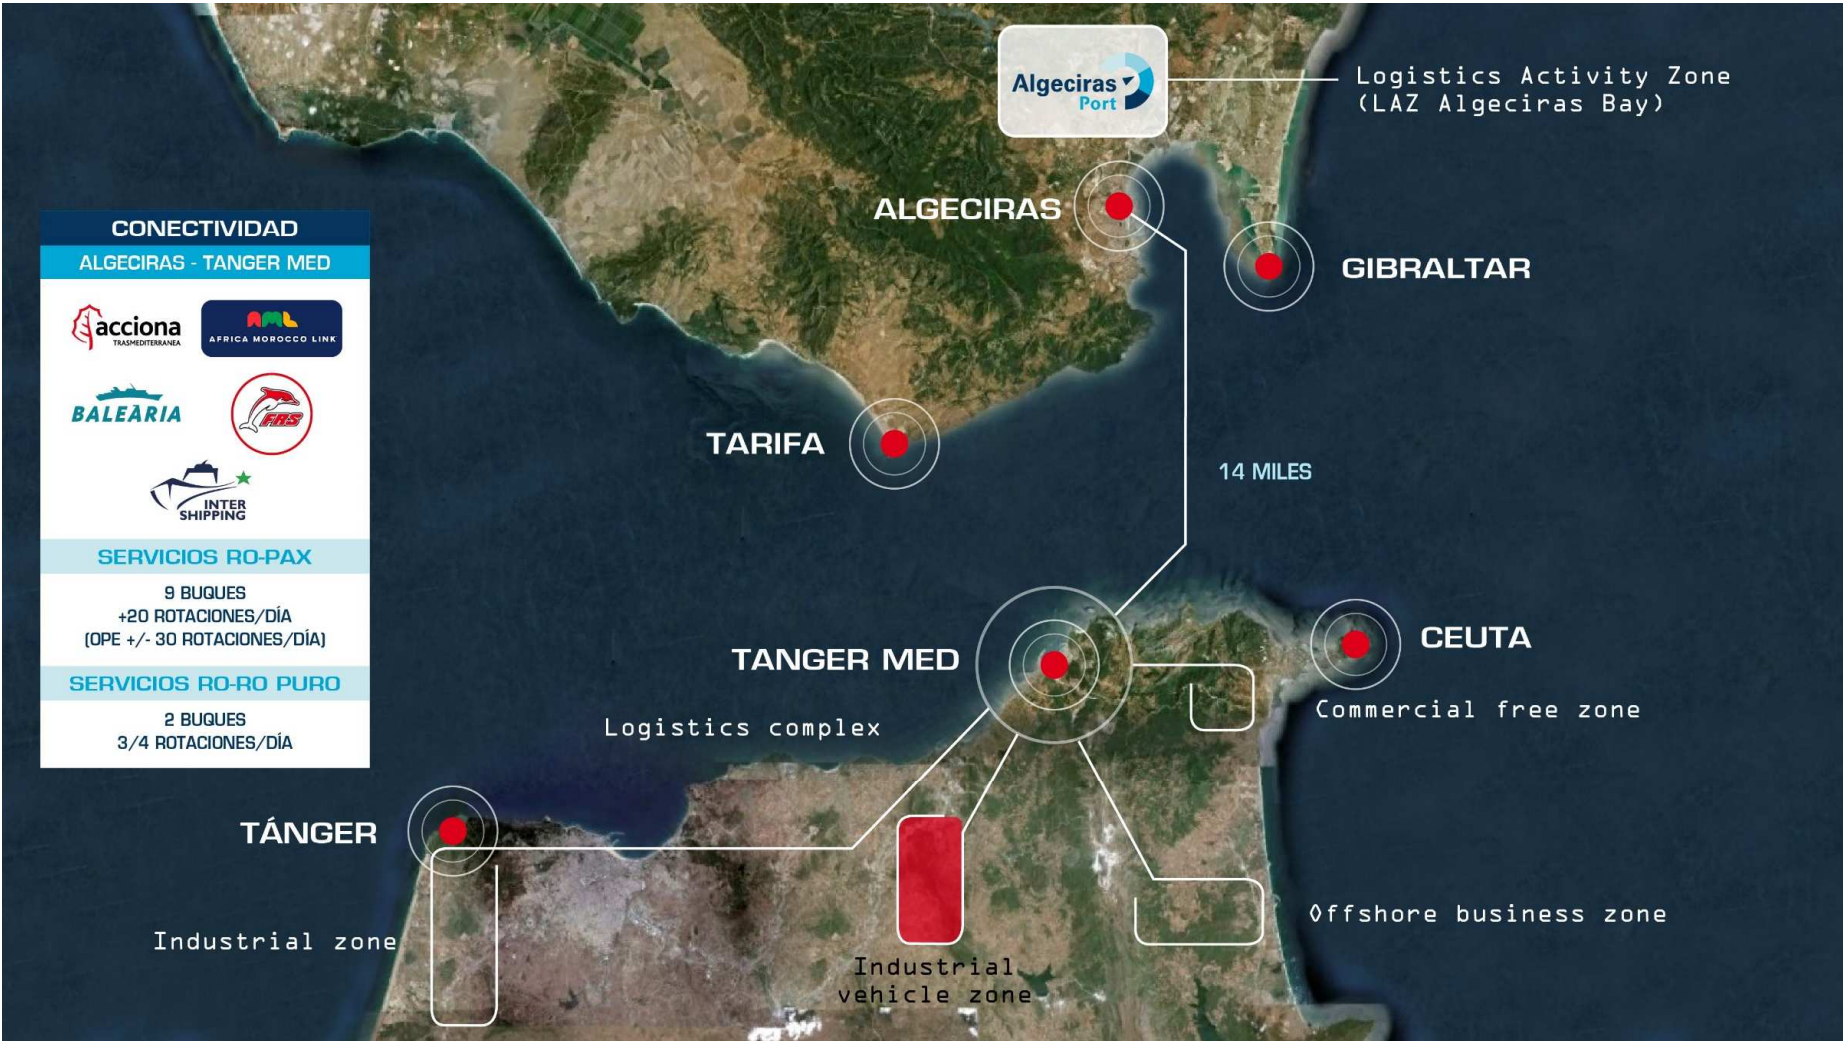 Algeciras
Port
Logistics Activity Zone
(LAZ Algeciras Bay)
ALGECIRAS
GIBRALTAR
CONECTIVIDAD
ALGECIRAS - TANGER MED
acciona
TRASMEDITERRANEA
AML
AFRICA MOROCCO LINK
BALEÀRIA
FRS
INTER
SHIPPING
SERVICIOS RO-PAX
9 BUQUES
+20 ROTACIONES/DÍA
(OPE +/- 30 ROTACIONES/DÍA)
SERVICIOS RO-RO PURO
2 BUQUES
3/4 ROTACIONES/DÍA
TARIFA
14 MILES
TANGER MED
CEUTA
Logistics complex
Commercial free zone
TÁNGER
Industrial zone
Industrial
vehicle zone
Offshore business zone